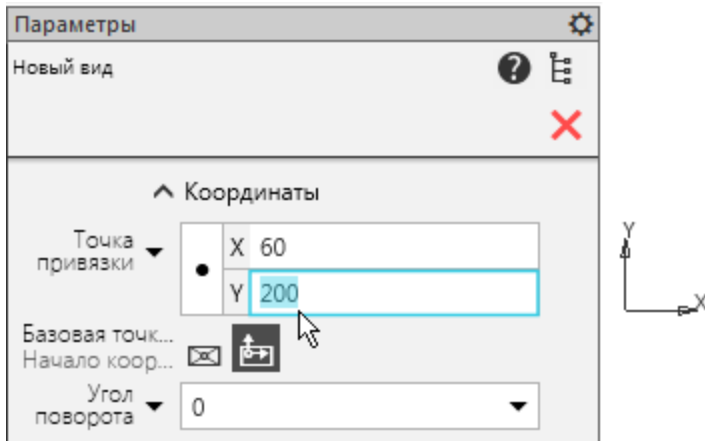 Параметры
Новый вид
Координаты
Точка
привязки
X 60
Y 200
Базовая точк...
Начало коор...
Угол
поворота
0
Y
X